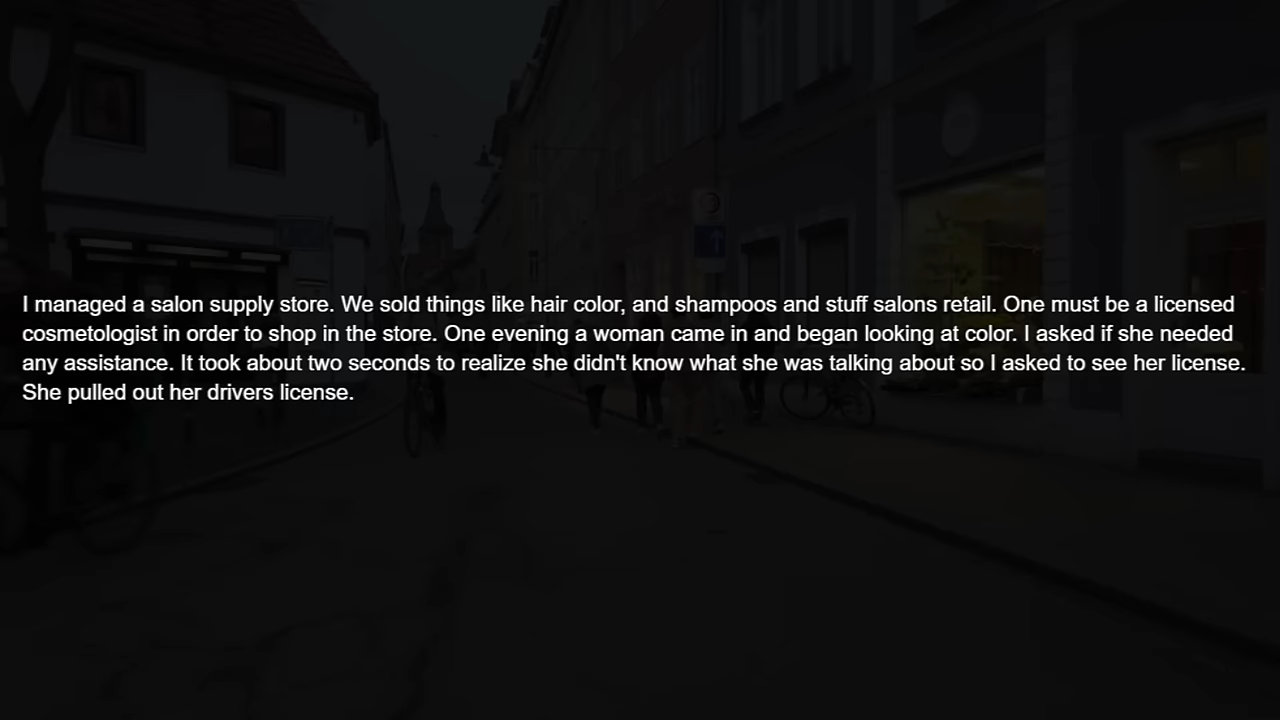 I managed a salon supply store. We sold things like hair color, and shampoos and stuff salons retail. One must be a licensed
cosmetologist in order to shop in the store. One evening a woman came in and began looking at color. I asked if she needed
any assistance. It took about two seconds to realize she didn't know what she was talking about so I asked to see her license.
She pulled out her drivers license.